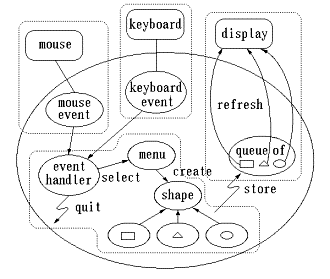 keyboard
display
mouse
mouse
event
keyboard
event
refresh
menu
queue of
event
handler
select
create
store
shape
quit